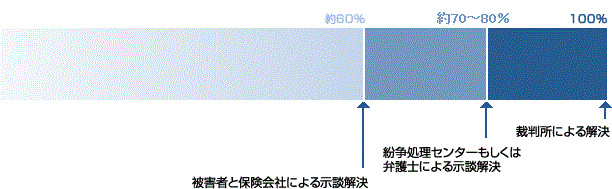 約60%
約70～80%
100%
裁判所による解決
紛争処理センターもしくは
弁護士による示談解決
被害者と保険会社による示談解決